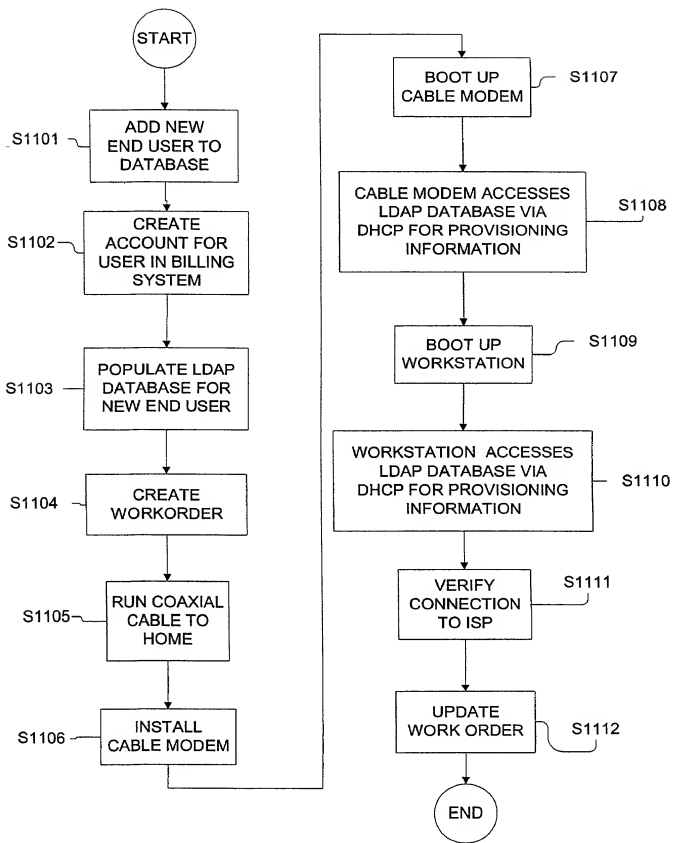 START
S1101
ADD NEW
END USER TO
DATABASE
S1102
CREATE
ACCOUNT FOR
USER IN BILLING
SYSTEM
S1103
POPULATE LDAP
DATABASE FOR
NEW END USER
S1104
CREATE
WORKORDER
S1105
RUN COAXIAL
CABLE TO
HOME
S1106
INSTALL
CABLE MODEM
BOOT UP
CABLE MODEM
S1107
CABLE MODEM ACCESSES
LDAP DATABASE VIA
DHCP FOR PROVISIONING
INFORMATION
S1108
BOOT UP
WORKSTATION
S1109
WORKSTATION ACCESSES
LDAP DATABASE VIA
DHCP FOR PROVISIONING
INFORMATION
S1110
VERIFY
CONNECTION
TO ISP
S1111
UPDATE
WORK ORDER
S1112
END